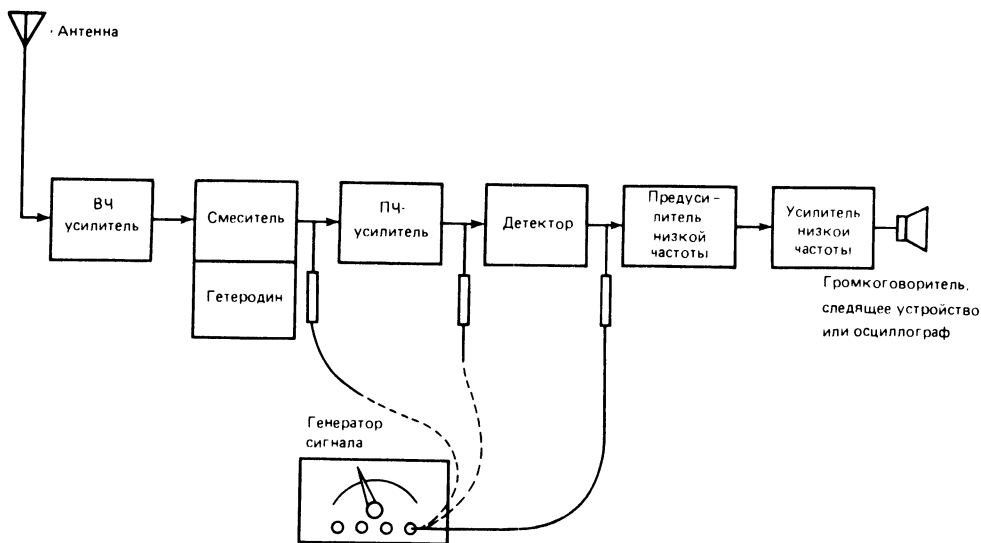 Антенна
ВЧ
усилитель
Смеситель
Гетеродин
ПЧ-
усилитель
Детектор
Предуси-
литель
низкой
частоты
Усилитель
низкои
частоты
Громкоговоритель,
следящее устройство
или осциллограф
Генератор
сигнала